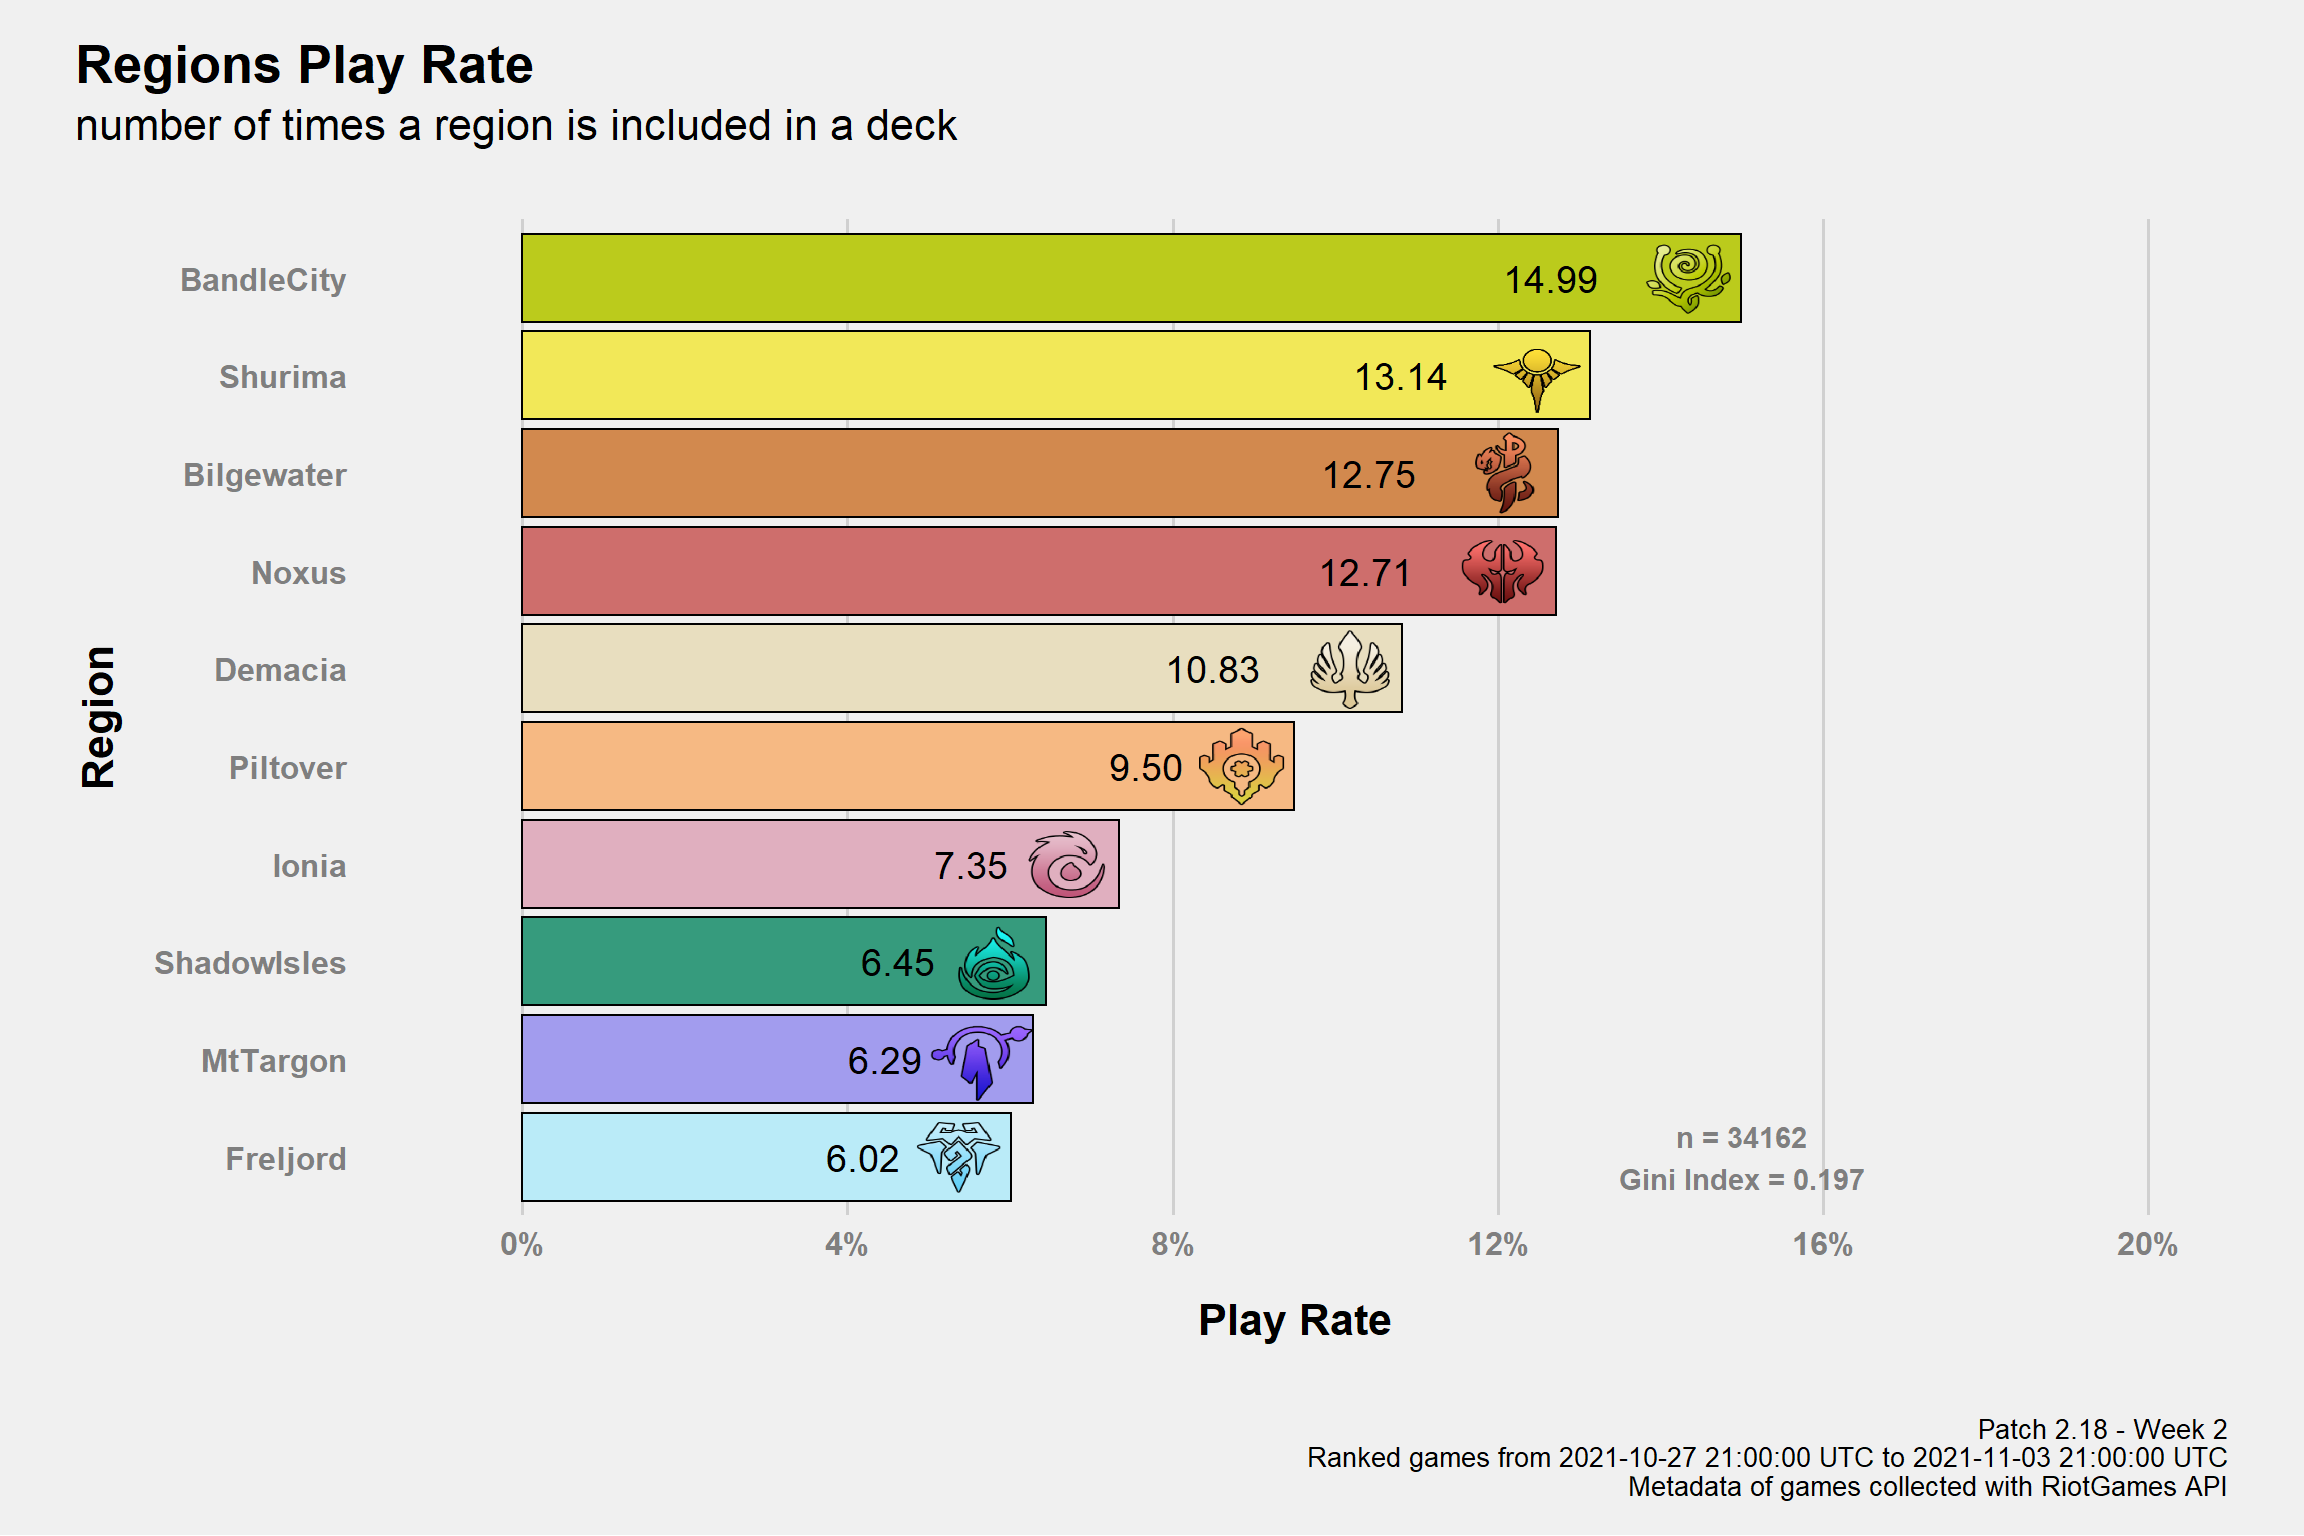 Regions Play Rate
number of times a region is included in a deck
BandleCity
14.99
Shurima
13.14
Bilgewater
12.75
Noxus
12.71
Demacia
10.83
Piltover
9.50
Ionia
7.35
ShadowIsles
6.45
MtTargon
6.29
Freljord
6.02
Region
n = 34162
Gini Index = 0.197
0% 4% 8% 12% 16% 20%
Play Rate
Patch 2.18 - Week 2
Ranked games from 2021-10-27 21:00:00 UTC to 2021-11-03 21:00:00 UTC
Metadata of games collected with RiotGames API